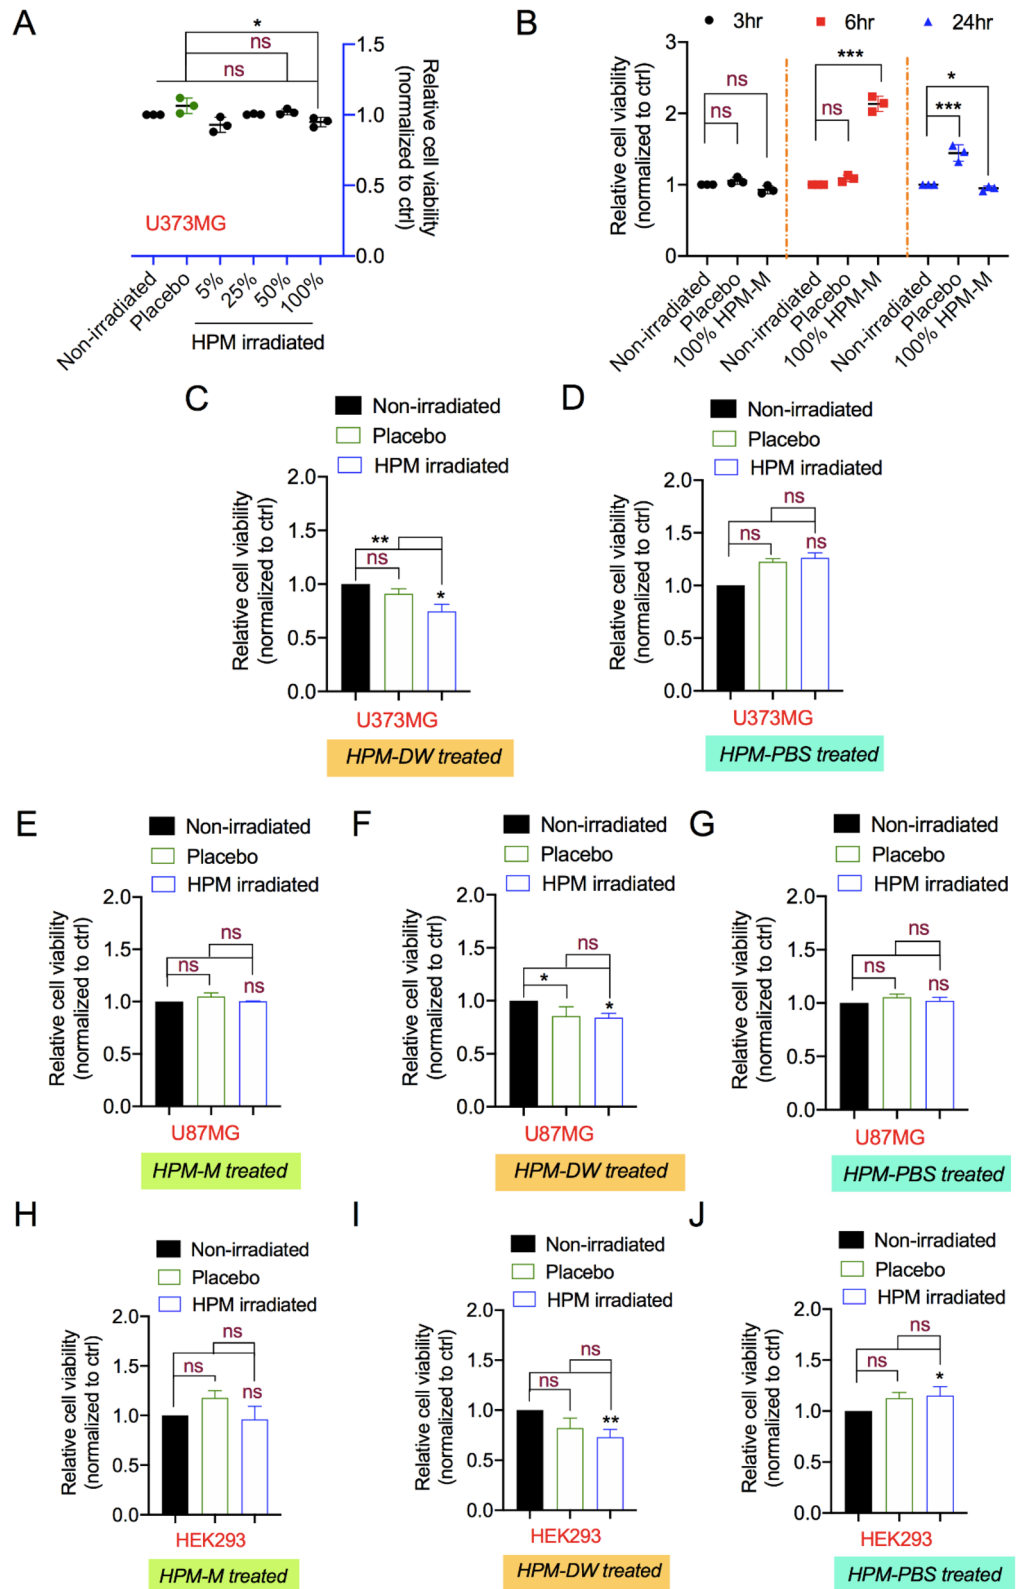 A
*
ns
ns
1.5
1.0
0.5
0.0
Relative cell viability
(normalized to ctrl)
U373MG
Non-irradiated
Placebo
5%
25%
50%
100%
HPM irradiated
B
3hr
6hr
24hr
Relative cell viability
(normalized to ctrl)
3
2
1
0
ns
ns
***
ns
*
***
Non-irradiated
Placebo
100% HPM-M
Non-irradiated
Placebo
100% HPM-M
Non-irradiated
Placebo
100% HPM-M
C
Non-irradiated
Placebo
HPM irradiated
Relative cell viability
(normalized to ctrl)
2.0
1.5
1.0
0.5
0.0
**
ns
*
U373MG
HPM-DW treated
D
Non-irradiated
Placebo
HPM irradiated
Relative cell viability
(normalized to ctrl)
2.0
1.5
1.0
0.5
0.0
ns
ns
ns
U373MG
HPM-PBS treated
E
Non-irradiated
Placebo
HPM irradiated
Relative cell viability
(normalized to ctrl)
2.0
1.5
1.0
0.5
0.0
ns
ns
ns
U87MG
HPM-M treated
F
Non-irradiated
Placebo
HPM irradiated
Relative cell viability
(normalized to ctrl)
2.0
1.5
1.0
0.5
0.0
ns
*
*
U87MG
HPM-DW treated
G
Non-irradiated
Placebo
HPM irradiated
Relative cell viability
(normalized to ctrl)
2.0
1.5
1.0
0.5
0.0
ns
ns
ns
U87MG
HPM-PBS treated
H
Non-irradiated
Placebo
HPM irradiated
Relative cell viability
(normalized to ctrl)
2.0
1.5
1.0
0.5
0.0
ns
ns
ns
HEK293
HPM-M treated
I
Non-irradiated
Placebo
HPM irradiated
Relative cell viability
(normalized to ctrl)
2.0
1.5
1.0
0.5
0.0
ns
ns
**
HEK293
HPM-DW treated
J
Non-irradiated
Placebo
HPM irradiated
Relative cell viability
(normalized to ctrl)
2.0
1.5
1.0
0.5
0.0
ns
ns
*
HEK293
HPM-PBS treated